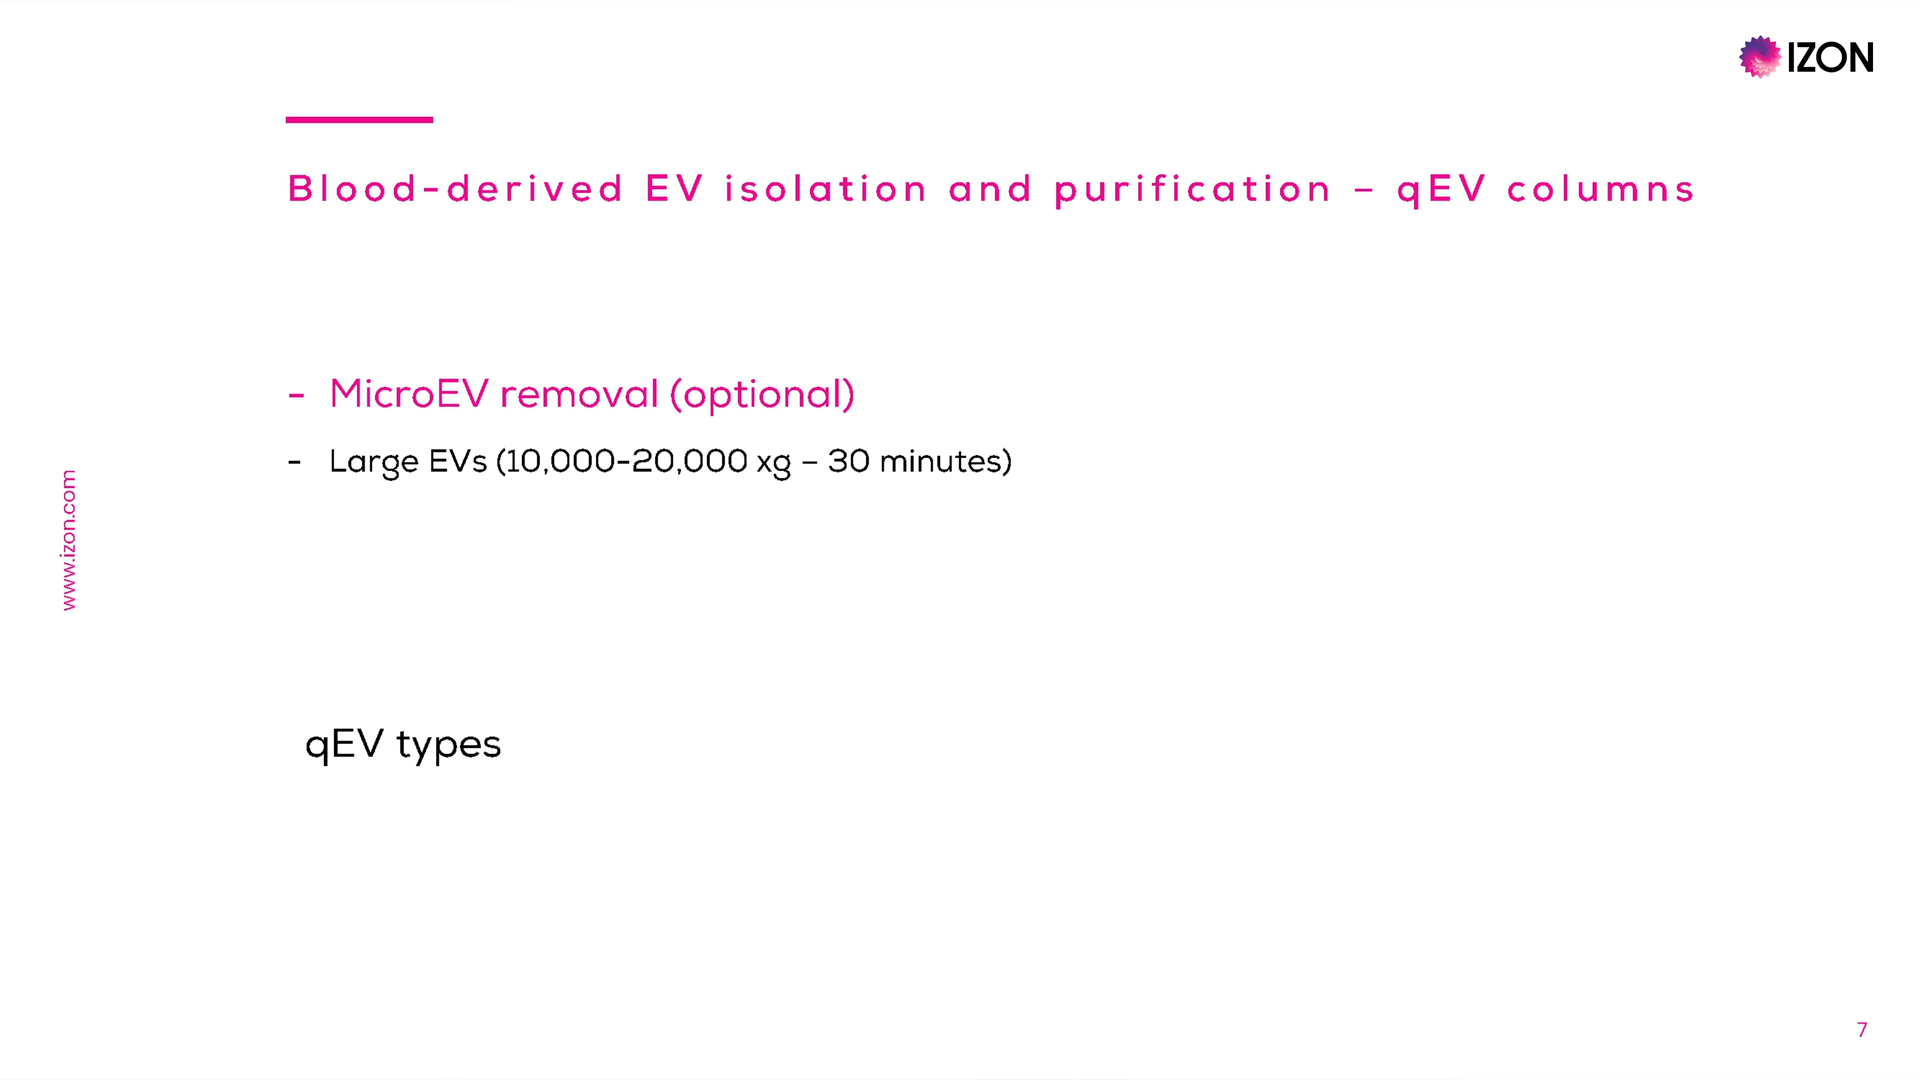 IZON
Blood-derived EV isolation and purification – qEV columns
- MicroEV removal (optional)
- Large EVs (10,000-20,000 xg – 30 minutes)
www.izon.com
qEV types
7